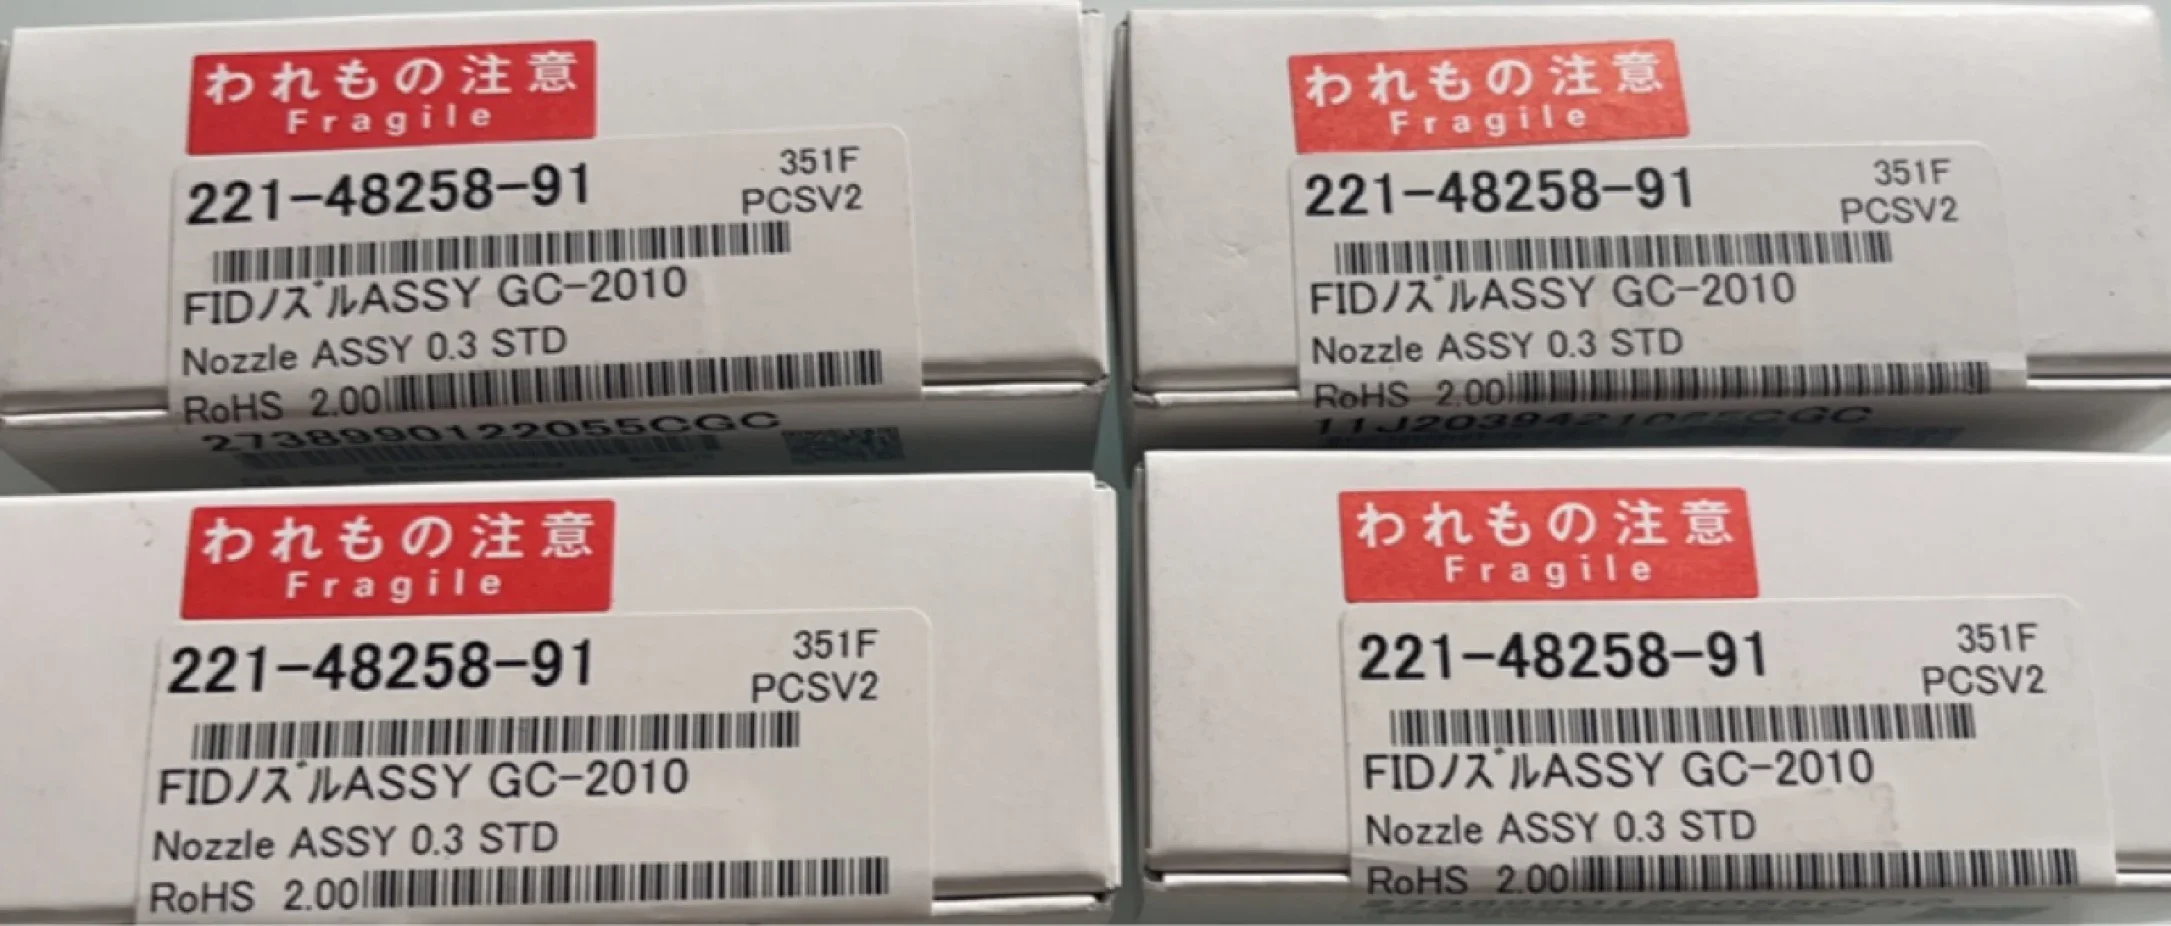 われもの注意
Fragile
221-48258-91
351F
PCSV2
FIDノズルASSY GC-2010
Nozzle ASSY 0.3 STD
RoHS 2.00
2738990122055CGC
われもの注意
Fragile
221-48258-91
351F
PCSV2
FIDノズルASSY GC-2010
Nozzle ASSY 0.3 STD
RoHS 2.00
われもの注意
Fragile
221-48258-91
351F
PCSV2
FIDノズルASSY GC-2010
Nozzle ASSY 0.3 STD
RoHS 2.00
われもの注意
Fragile
221-48258-91
351F
PCSV2
FIDノズルASSY GC-2010
Nozzle ASSY 0.3 STD
RoHS 2.00